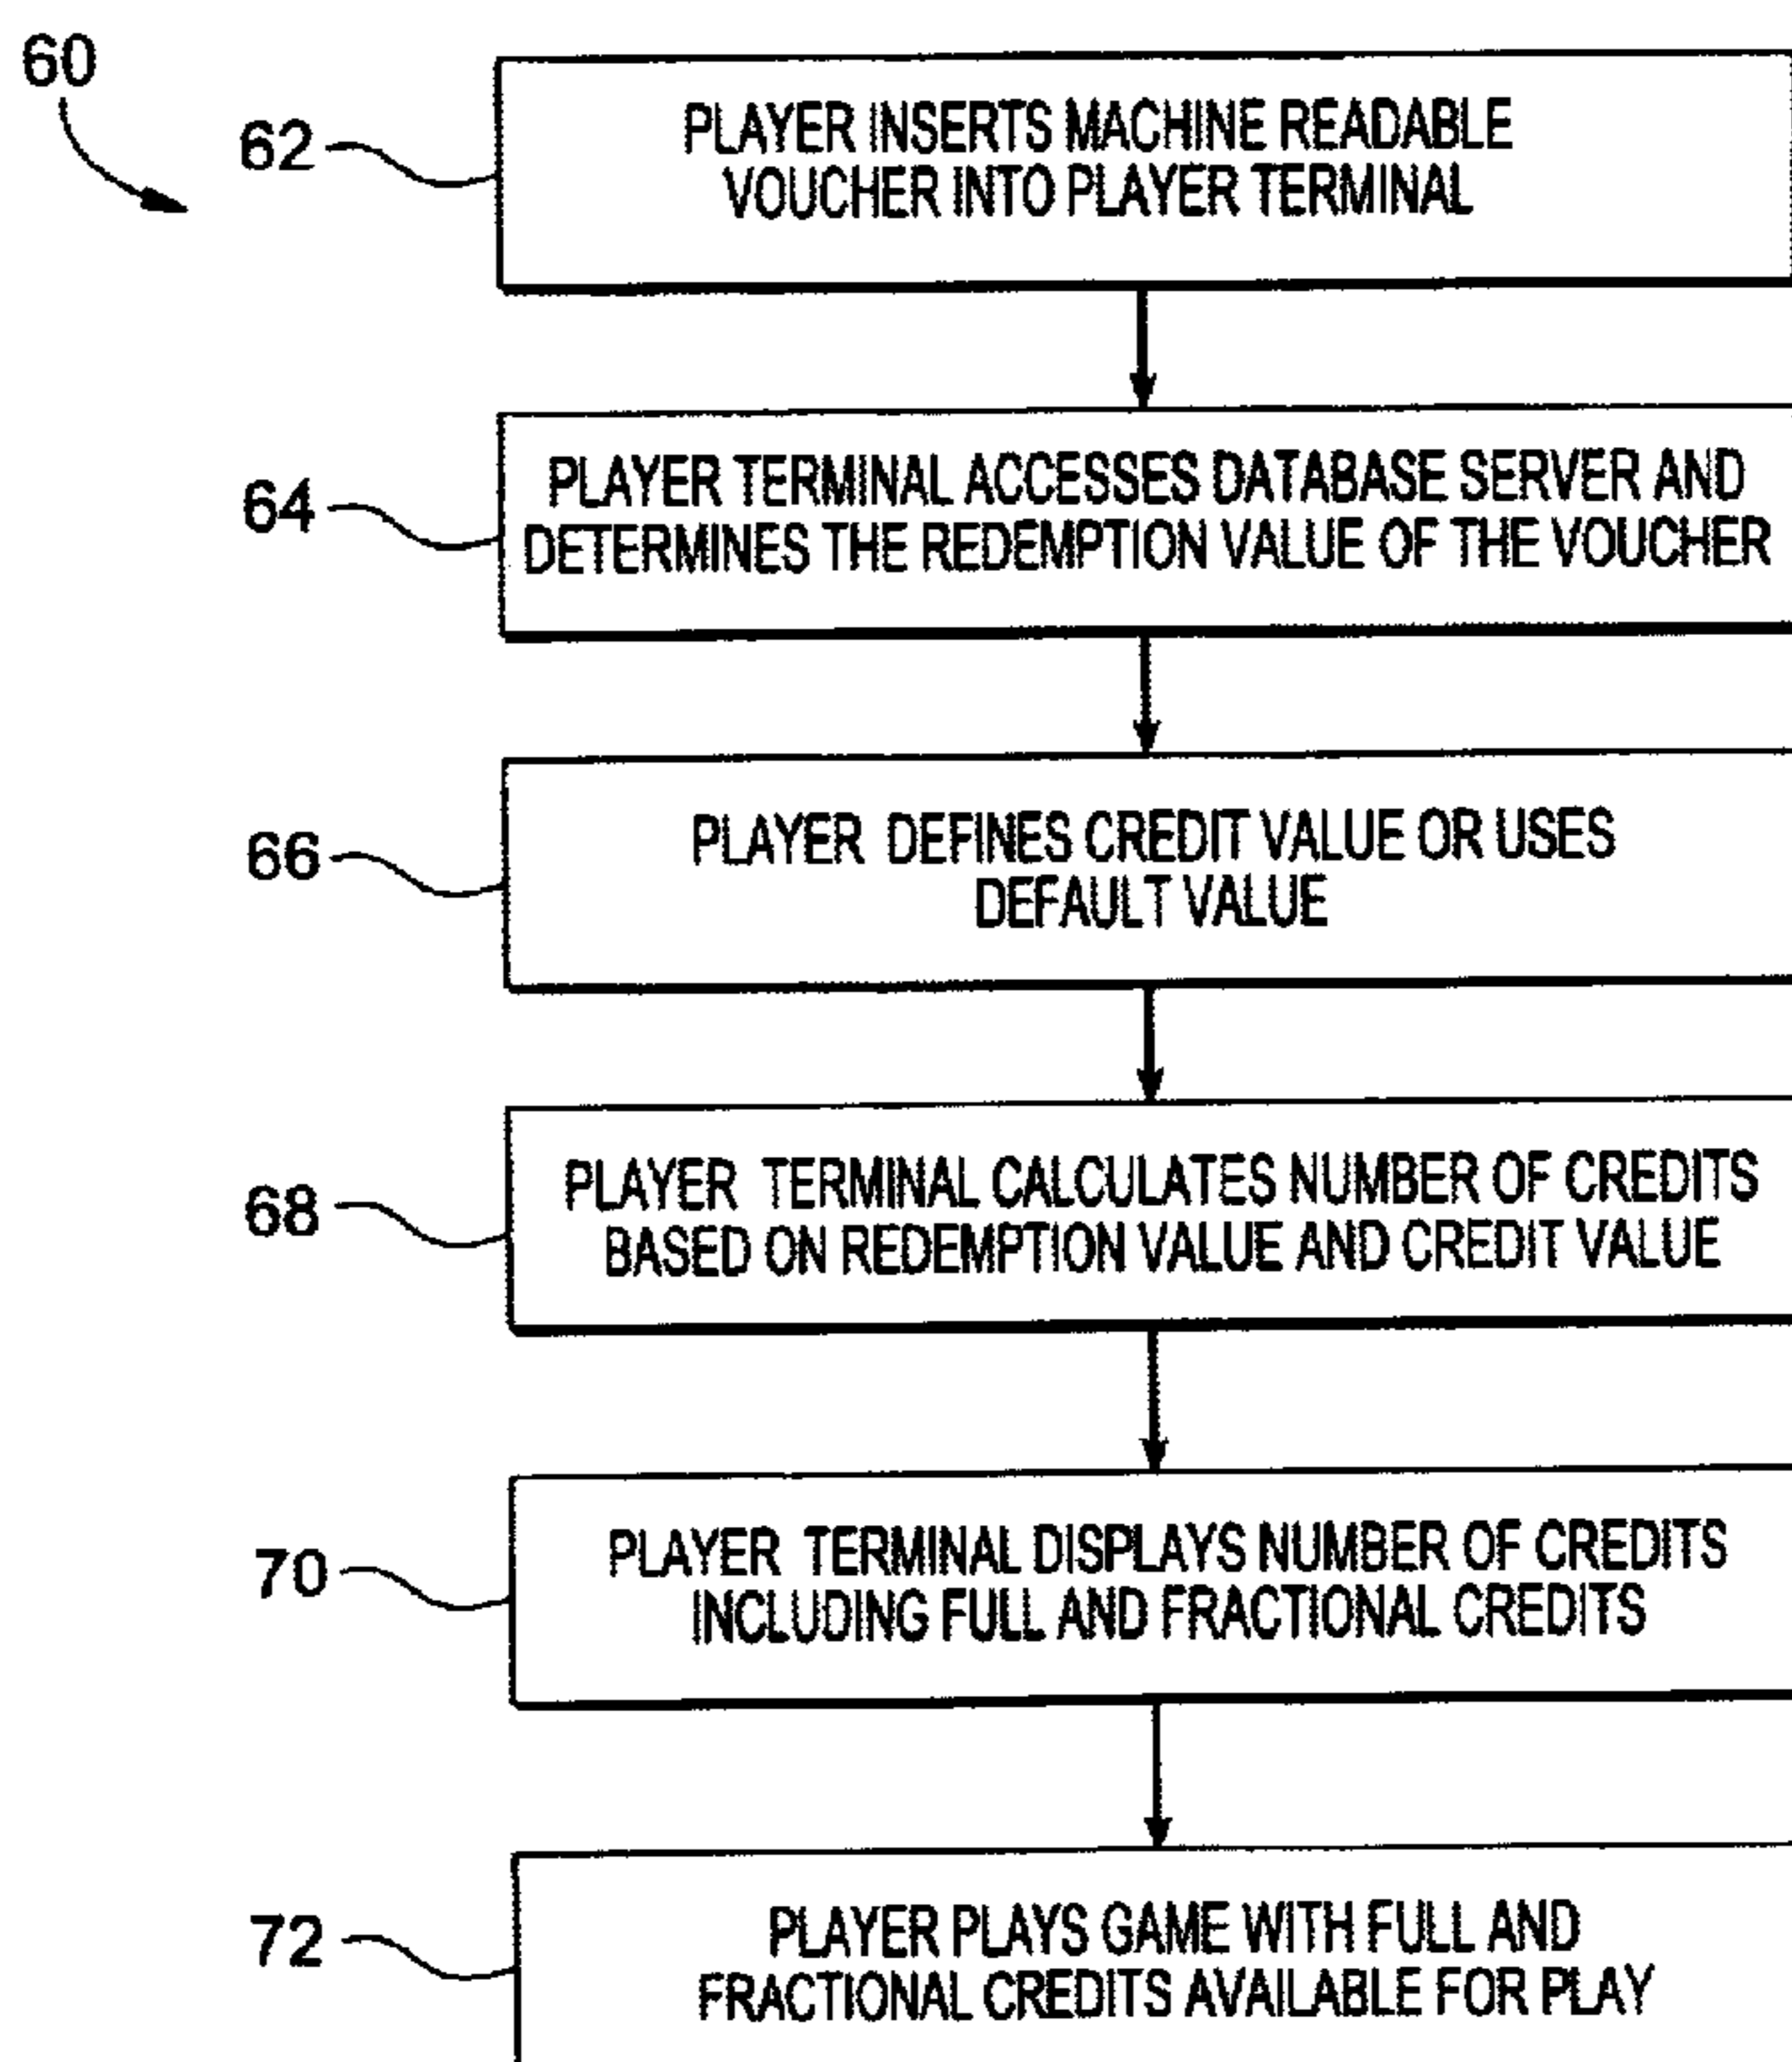 60
62
PLAYER INSERTS MACHINE READABLE
VOUCHER INTO PLAYER TERMINAL
64
PLAYER TERMINAL ACCESSES DATABASE SERVER AND
DETERMINES THE REDEMPTION VALUE OF THE VOUCHER
66
PLAYER DEFINES CREDIT VALUE OR USES
DEFAULT VALUE
68
PLAYER TERMINAL CALCULATES NUMBER OF CREDITS
BASED ON REDEMPTION VALUE AND CREDIT VALUE
70
PLAYER TERMINAL DISPLAYS NUMBER OF CREDITS
INCLUDING FULL AND FRACTIONAL CREDITS
72
PLAYER PLAYS GAME WITH FULL AND
FRACTIONAL CREDITS AVAILABLE FOR PLAY